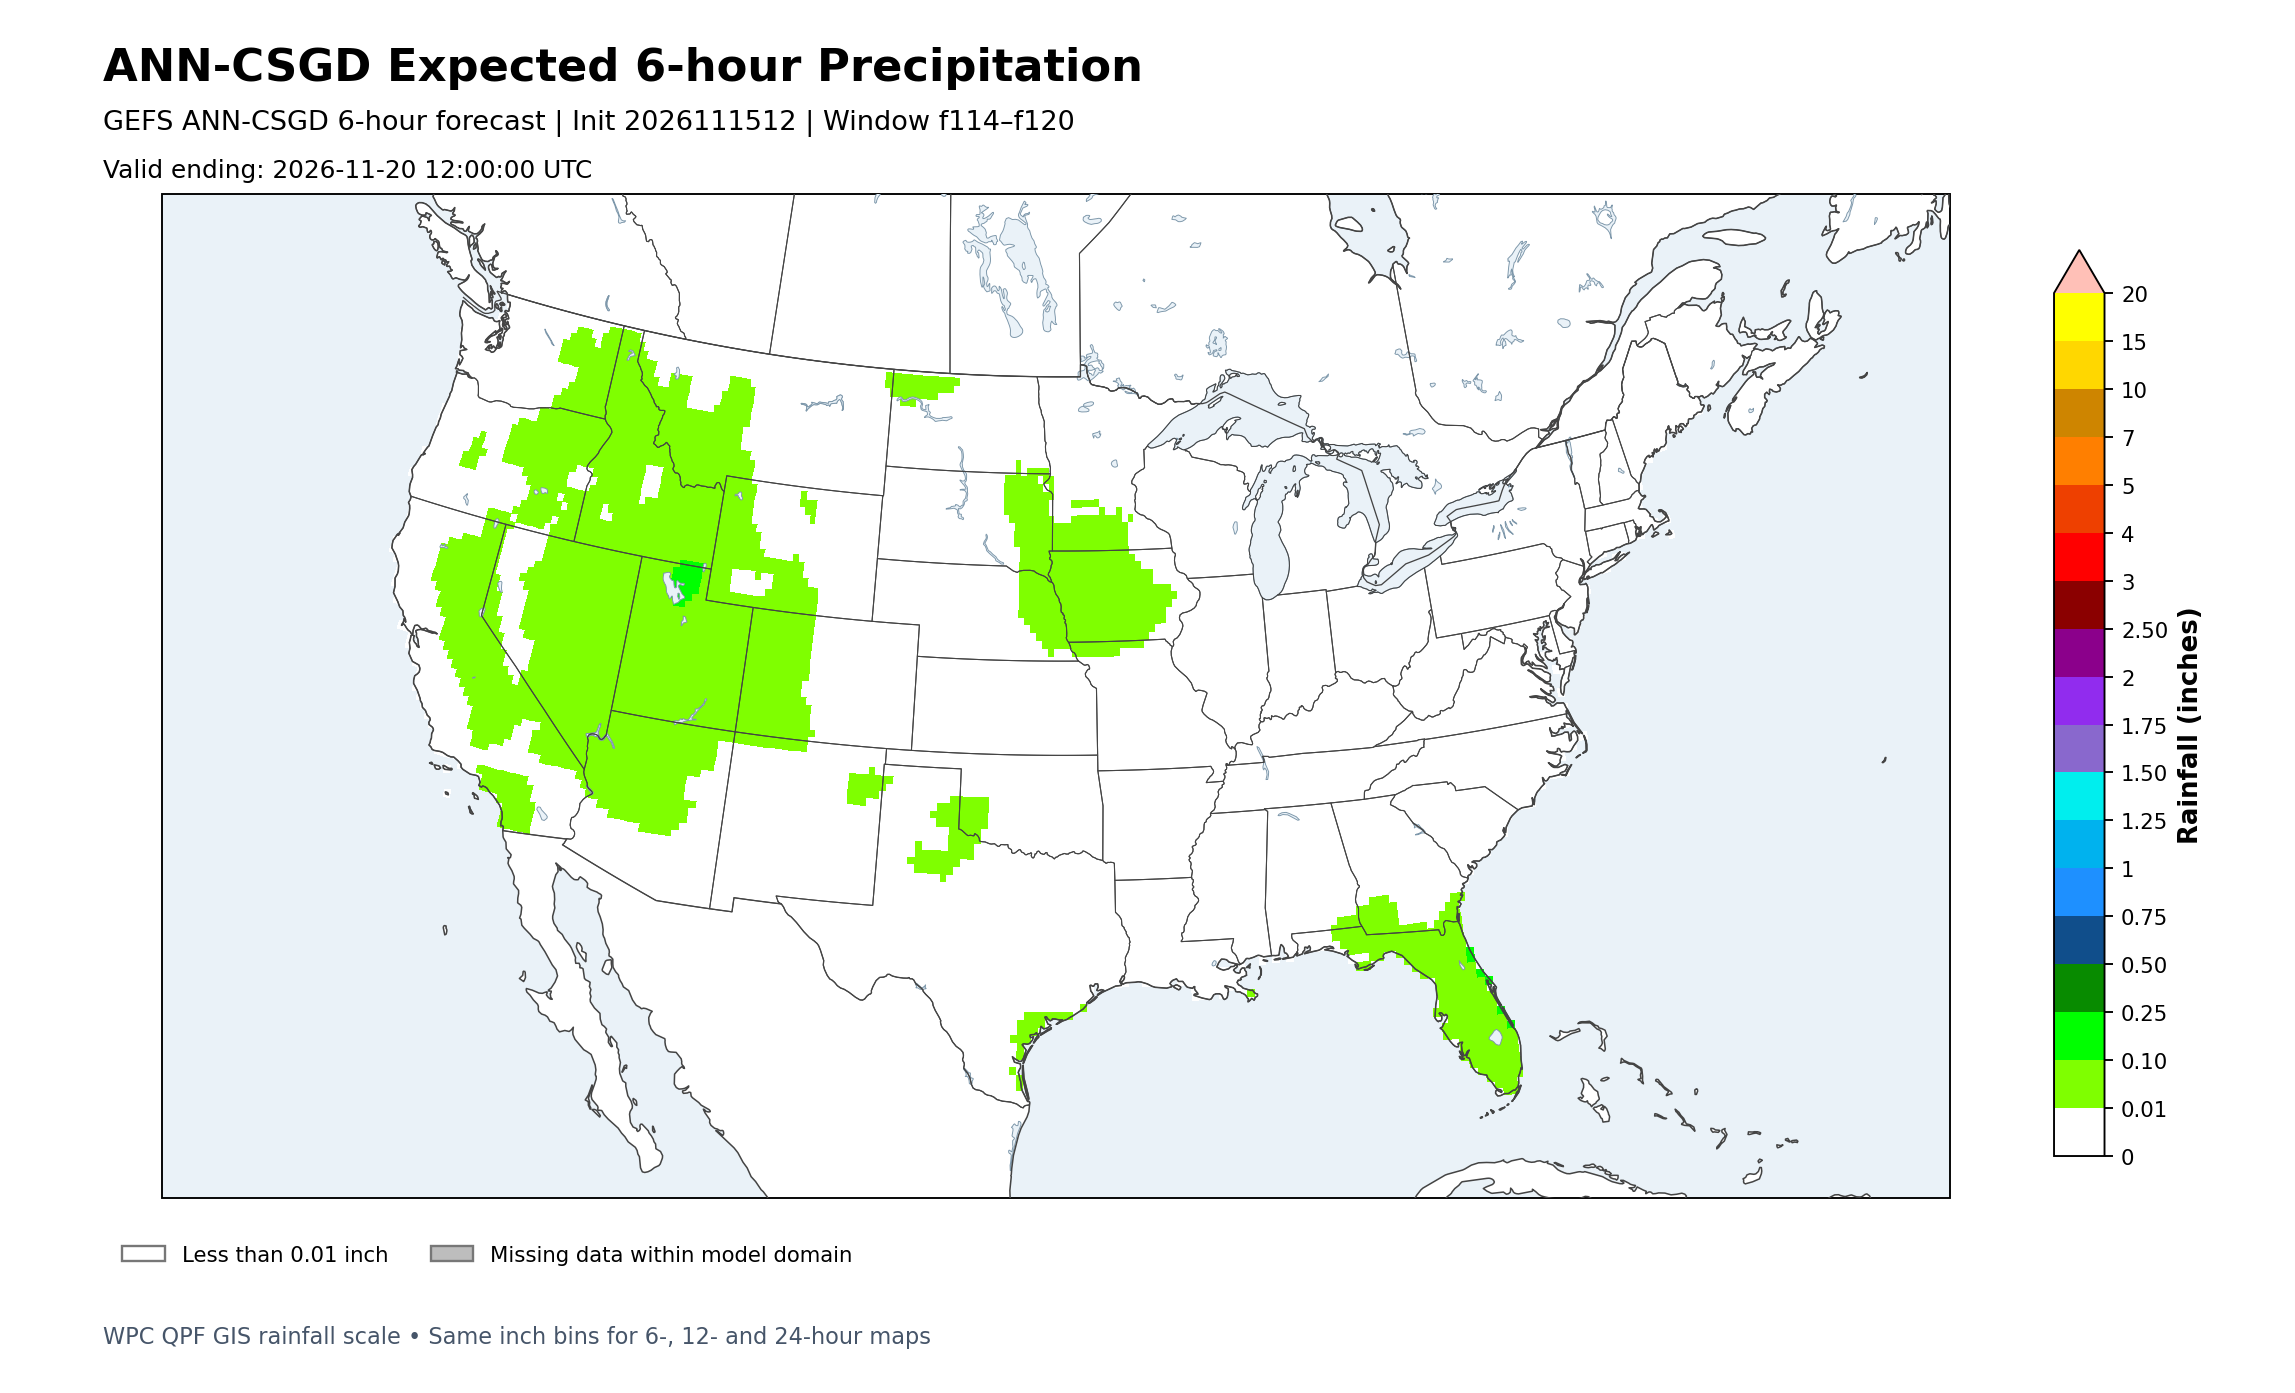 ANN-CSGD Expected 6-hour Precipitation
GEFS ANN-CSGD 6-hour forecast | Init 2026111512 | Window f114–f120
Valid ending: 2026-11-20 12:00:00 UTC
20
15
10
7
5
4
3
2.50
2
1.75
1.50
1.25
1
0.75
0.50
0.25
0.10
0.01
0
Rainfall (inches)
Less than 0.01 inch
Missing data within model domain
WPC QPF GIS rainfall scale • Same inch bins for 6-, 12- and 24-hour maps